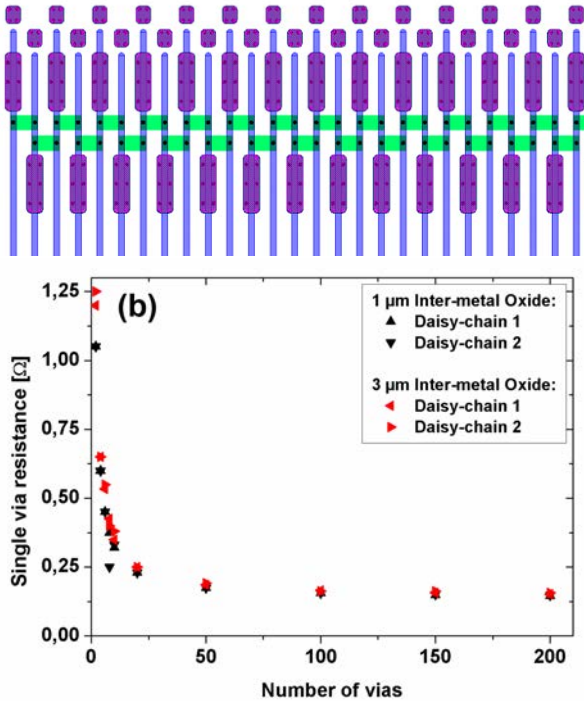 1,25
1,00
0,75
0,50
0,25
0,00
Single via resistance [Ω]
(b)
1 µm Inter-metal Oxide:
Daisy-chain 1
Daisy-chain 2
3 µm Inter-metal Oxide:
Daisy-chain 1
Daisy-chain 2
0 50 100 150 200
Number of vias